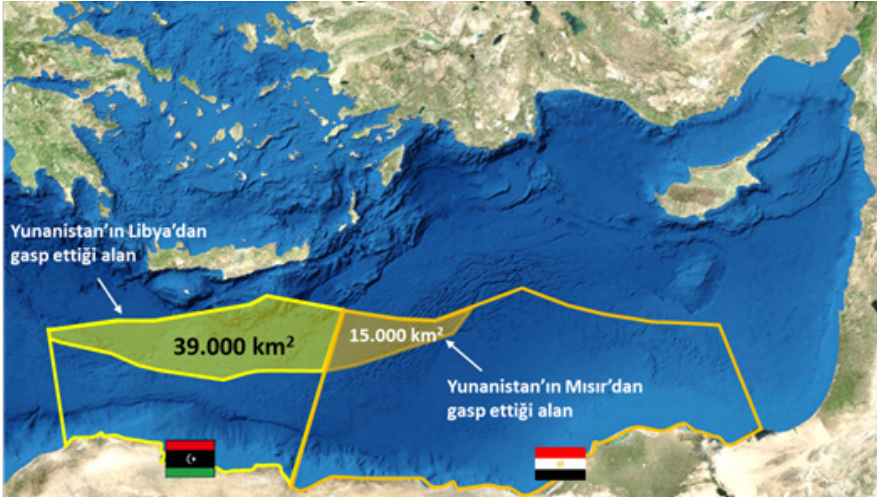 Yunanistan'ın Libya'dan
gasp ettiği alan
39.000 km²
15.000 km²
Yunanistan'ın Mısır'dan
gasp ettiği alan